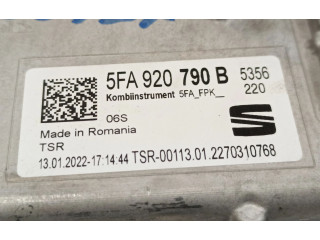 5FA 920 790 B 5356
Kombiinstrument 5FA_FPK__ 220
06S
Made in Romania
TSR
13.01.2022-17:14:44 TSR-00113.01.2270310768